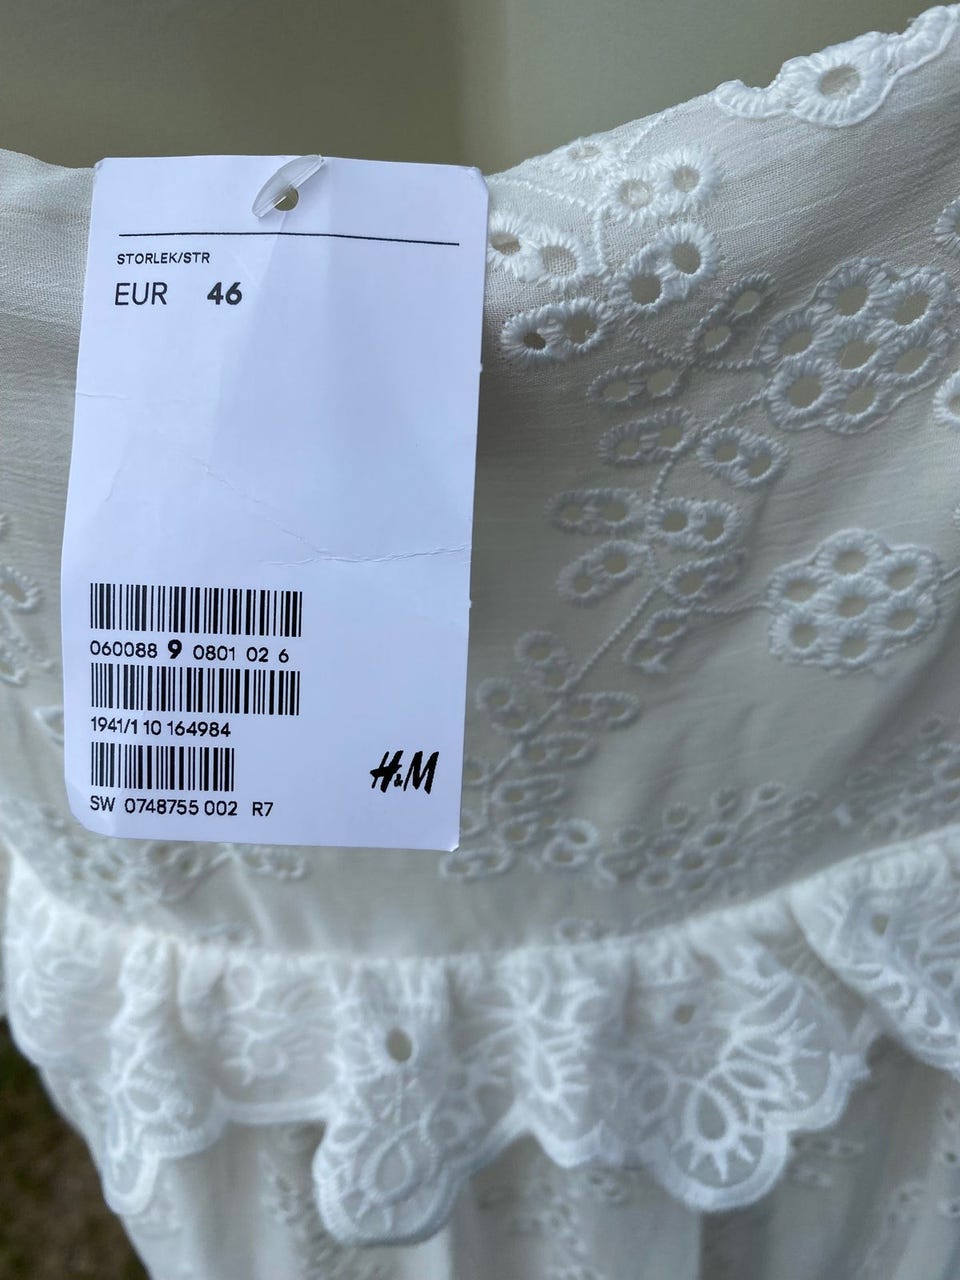 STORLEK/STR
EUR 46
060088 9 0801 02 6
1941/1 10 164984
H&M
SW 0748755 002 R7